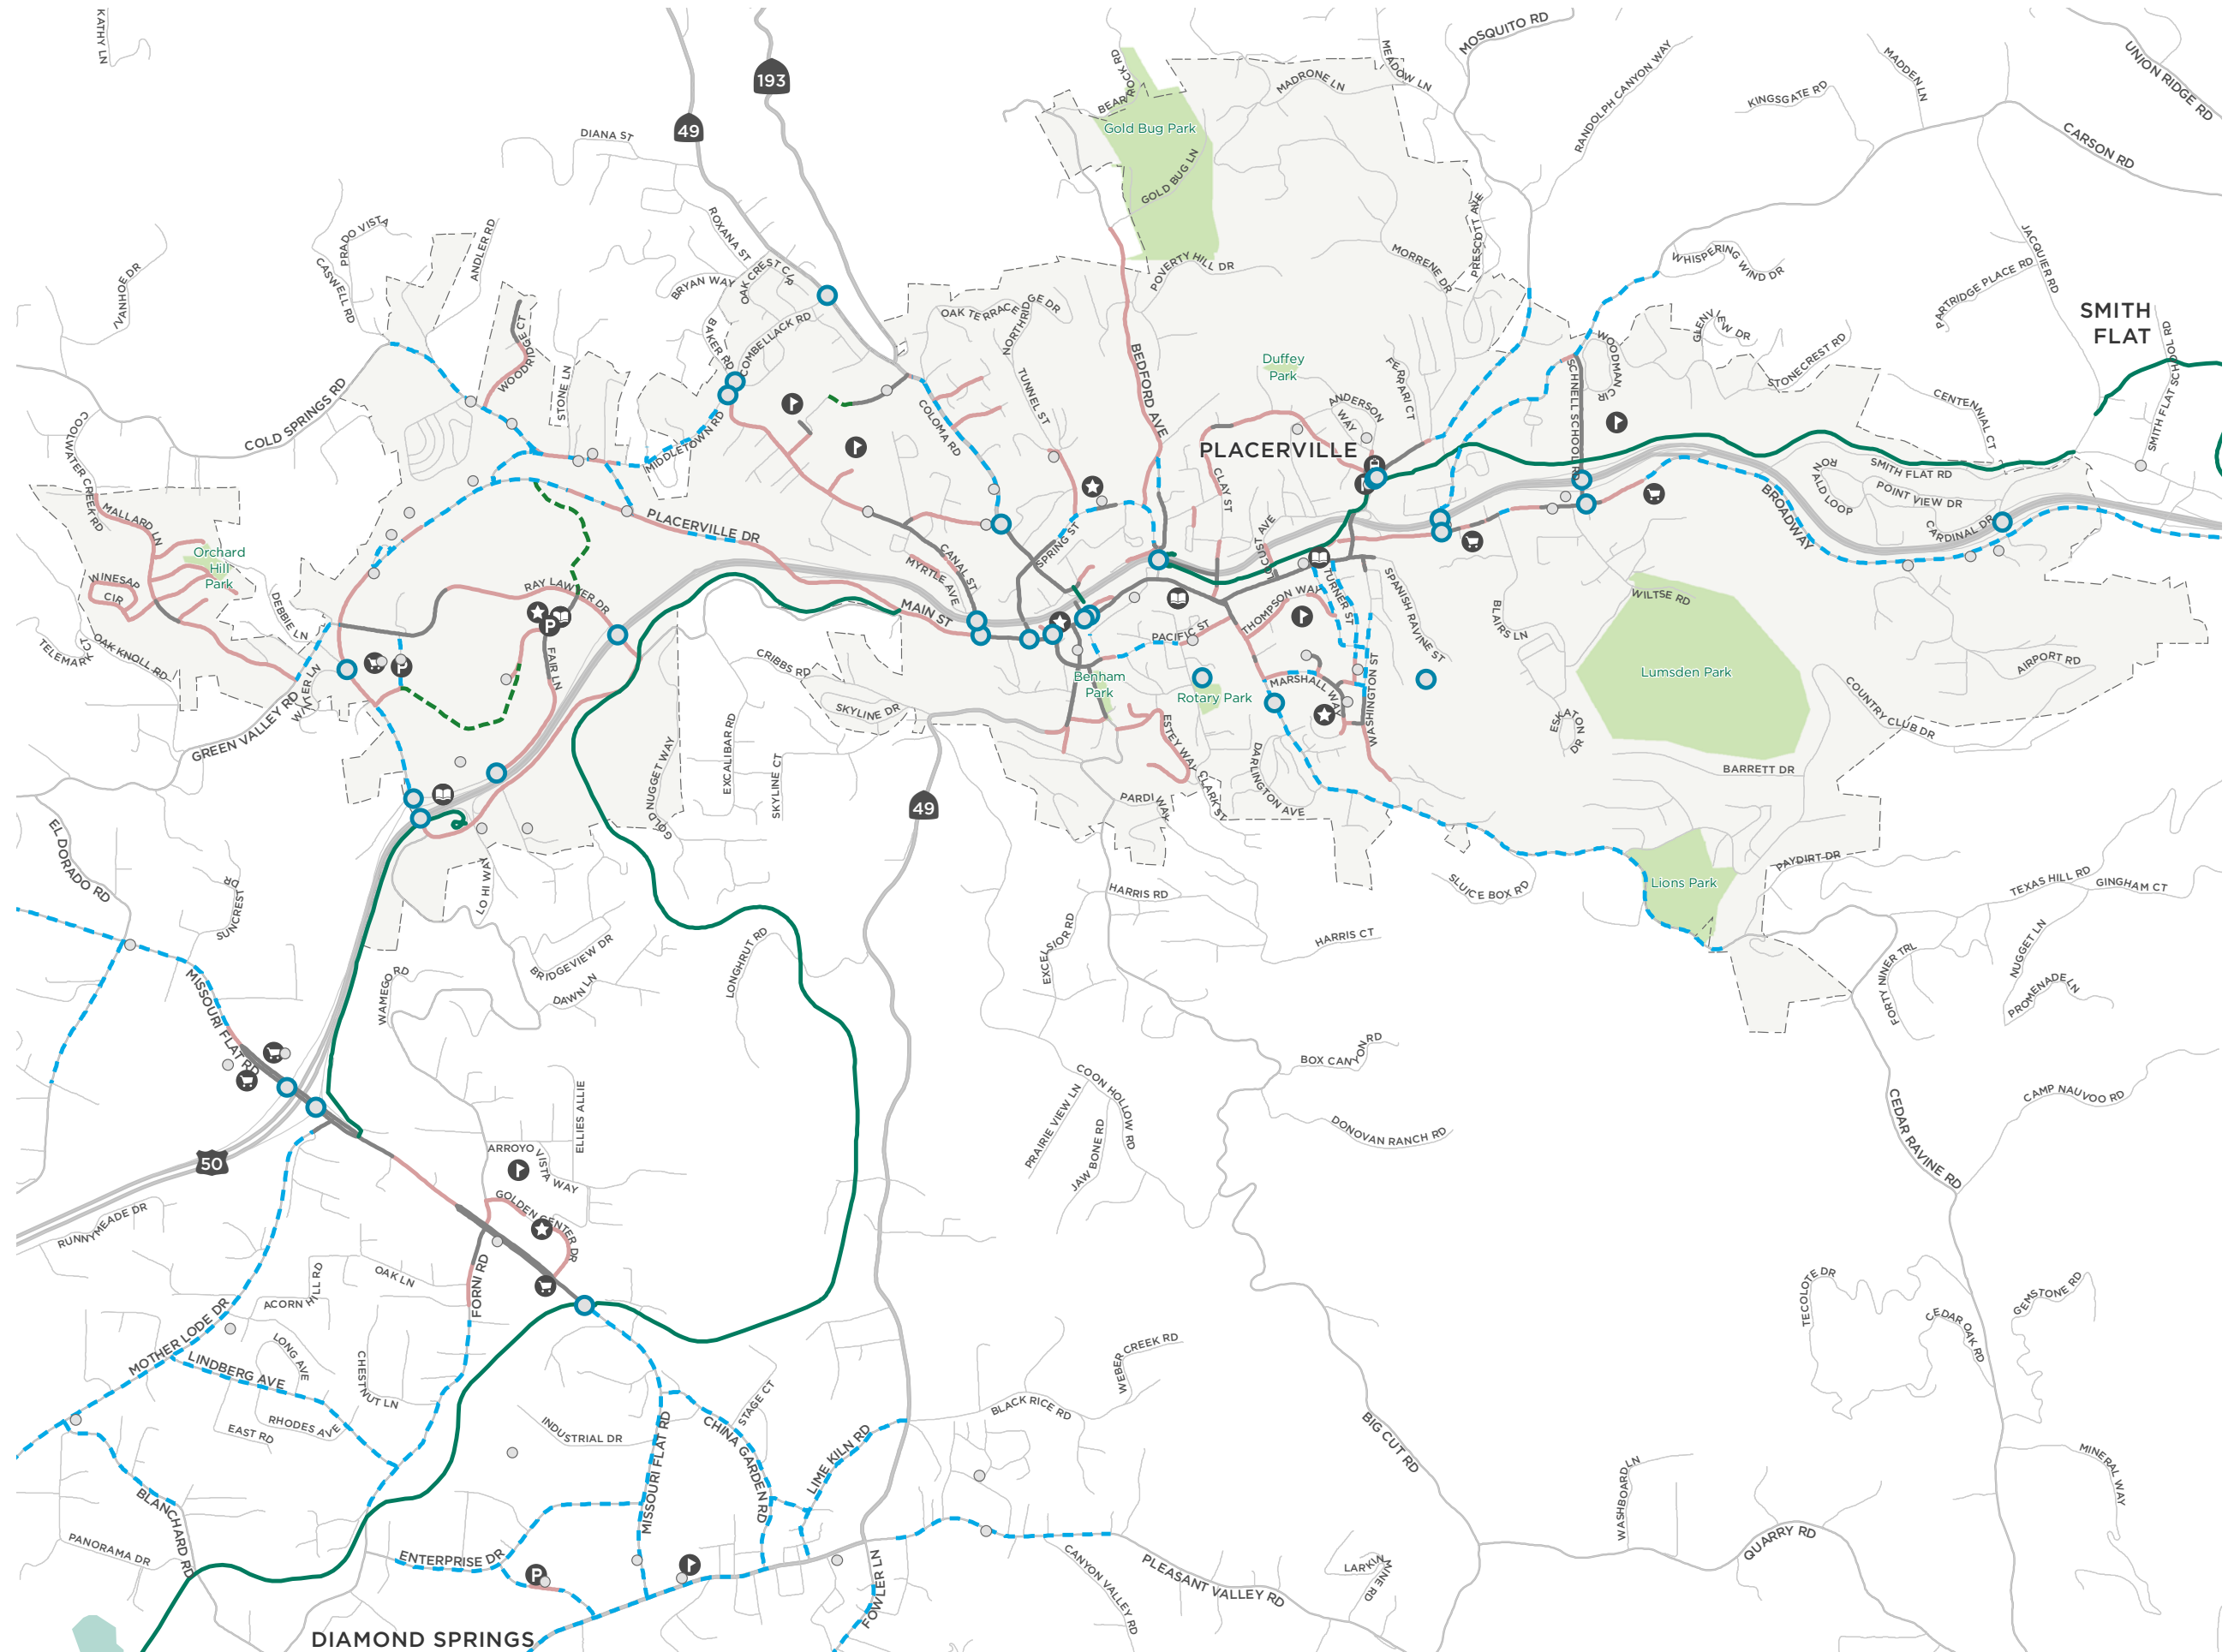 KATHY LN
193
49
MOSQUITO RD
MEADOW LN
MADRONE LN
BEAR ROCK RD
Gold Bug Park
GOLD BUG LN
RANDOLPH CANYON WAY
KINGSGATE RD
MADDEN LN
UNION RIDGE RD
CARSON RD
DIANA ST
ROXANA ST
PRADO VISTA
CASWELL RD
ANDLER RD
IVANHOE DR
BRYAN WAY
OAK CREST CIR
POVERTY HILL DR
MORRENE DR
PRESCOTT AVE
WHISPERING WIND DR
PARTRIDGE PLACE RD
JACQUIER RD
SMITH
FLAT
SMITH FLAT SCHOOL RD
BAKER RD
COMBELLACK RD
OAK TERRACE
NORTHRIDGE DR
BEDFORD AVE
TUNNEL ST
Duffey
Park
FERRARI CT
ANDERSON
WAY
SCHNELL SCHOOL RD
WOODMAN CIR
GLENVIEW DR
STONECREST RD
CENTENNIAL CT
WOODRIDGE CT
STONE LN
COLD SPRINGS RD
COOLWATER CREEK RD
MIDDLETOWN RD
COLOMA RD
PLACERVILLE
CLAY ST
SMITH FLAT RD
RONALD LOOP
POINT VIEW DR
CARDINAL DR
BROADWAY
MALLARD LN
Orchard
Hill
Park
WINESAP
CIR
PLACERVILLE DR
CANAL ST
MYRTLE AVE
SPRING ST
LOCUST AVE
RAY LAWYER DR
DEBBIE LN
MAIN ST
PACIFIC ST
THOMPSON WAY
TURNER ST
SPANISH RAVINE ST
BLAIRS LN
WILTSE RD
Lumsden Park
AIRPORT RD
TELEMARK CT
OAK KNOLL RD
WALKER LN
GREEN VALLEY RD
FAIR LN
CRIBBS RD
SKYLINE DR
Benham
Park
Rotary Park
MARSHALL WAY
WASHINGTON ST
ESKATON
DR
COUNTRY CLUB DR
BARRETT DR
EXCALIBAR RD
SKYLINE CT
GOLD NUGGET WAY
49
ESTEY WAY
CLARK ST
DARLINGTON AVE
PARDI WAY
EL DORADO RD
SUNCREST DR
LO HI WAY
HARRIS RD
SLUICE BOX RD
Lions Park
PAYDIRT DR
TEXAS HILL RD
GINGHAM CT
MISSOURI FLAT RD
WAMEGO RD
BRIDGEVIEW DR
DAWN LN
LONGHRUT RD
EXCELSIOR RD
HARRIS CT
FORTY NINER TRL
NUGGET LN
PROMENADE LN
BOX CANYON RD
COON HOLLOW RD
PRAIRIE VIEW LN
JAW BONE RD
DONOVAN RANCH RD
CAMP NAUVOO RD
CEDAR RAVINE RD
50
ELLIES ALLIE
ARROYO VISTA WAY
GOLDEN CENTER DR
RUNNYMEADE DR
OAK LN
ACORN HILL RD
FORNI RD
MOTHER LODE DR
LINDBERG AVE
LONG AVE
CHESTNUT LN
EAST RD
RHODES AVE
INDUSTRIAL DR
MISSOURI FLAT RD
CHINA GARDEN RD
STAGE CT
LIME KILN RD
BLACK RICE RD
WEBER CREEK RD
BIG CUT RD
TECOLOTE DR
CEDAR OAK RD
GEMSTONE RD
MINERAL WAY
WASHBOARD LN
QUARRY RD
BLANCHARD RD
PANORAMA DR
ENTERPRISE DR
P
P
FOWLER LN
CANYON VALLEY RD
PLEASANT VALLEY RD
LARKIN MINE RD
DIAMOND SPRINGS